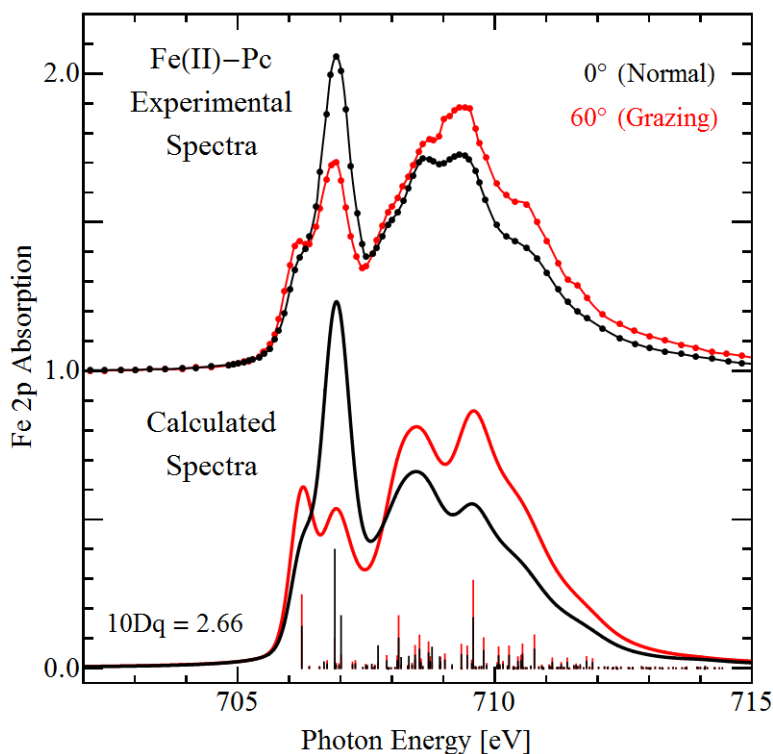 Fe(II)−Pc
Experimental
Spectra
0° (Normal)
60° (Grazing)
2.0
1.0
0.0
Fe 2p Absorption
Calculated
Spectra
10Dq = 2.66
705
710
715
Photon Energy [eV]